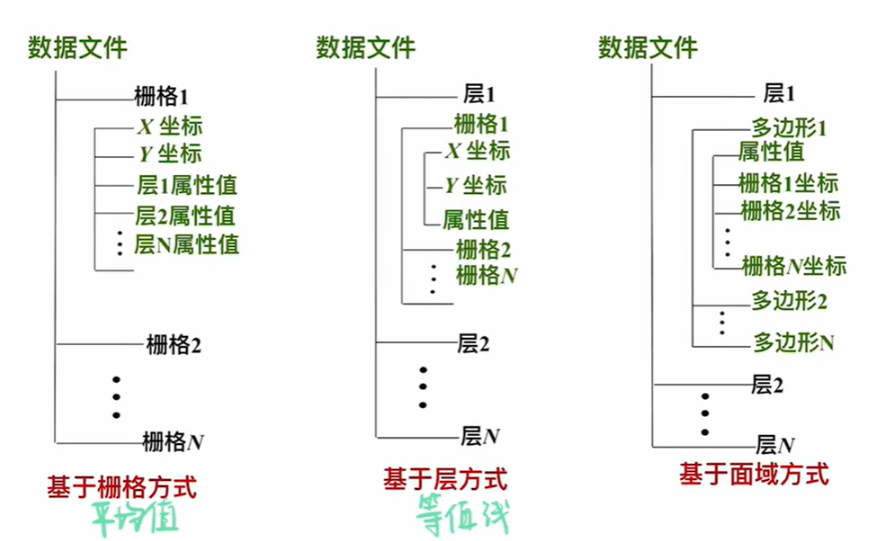 数据文件
栅格1
X 坐标
Y 坐标
层1属性值
层2属性值
层N属性值
栅格2
栅格N
基于栅格方式
平均值
数据文件
层1
栅格1
X 坐标
Y 坐标
属性值
栅格2
栅格N
层2
层N
基于层方式
等值线
数据文件
层1
多边形1
属性值
栅格1坐标
栅格2坐标
栅格N坐标
多边形2
多边形N
层2
层N
基于面域方式